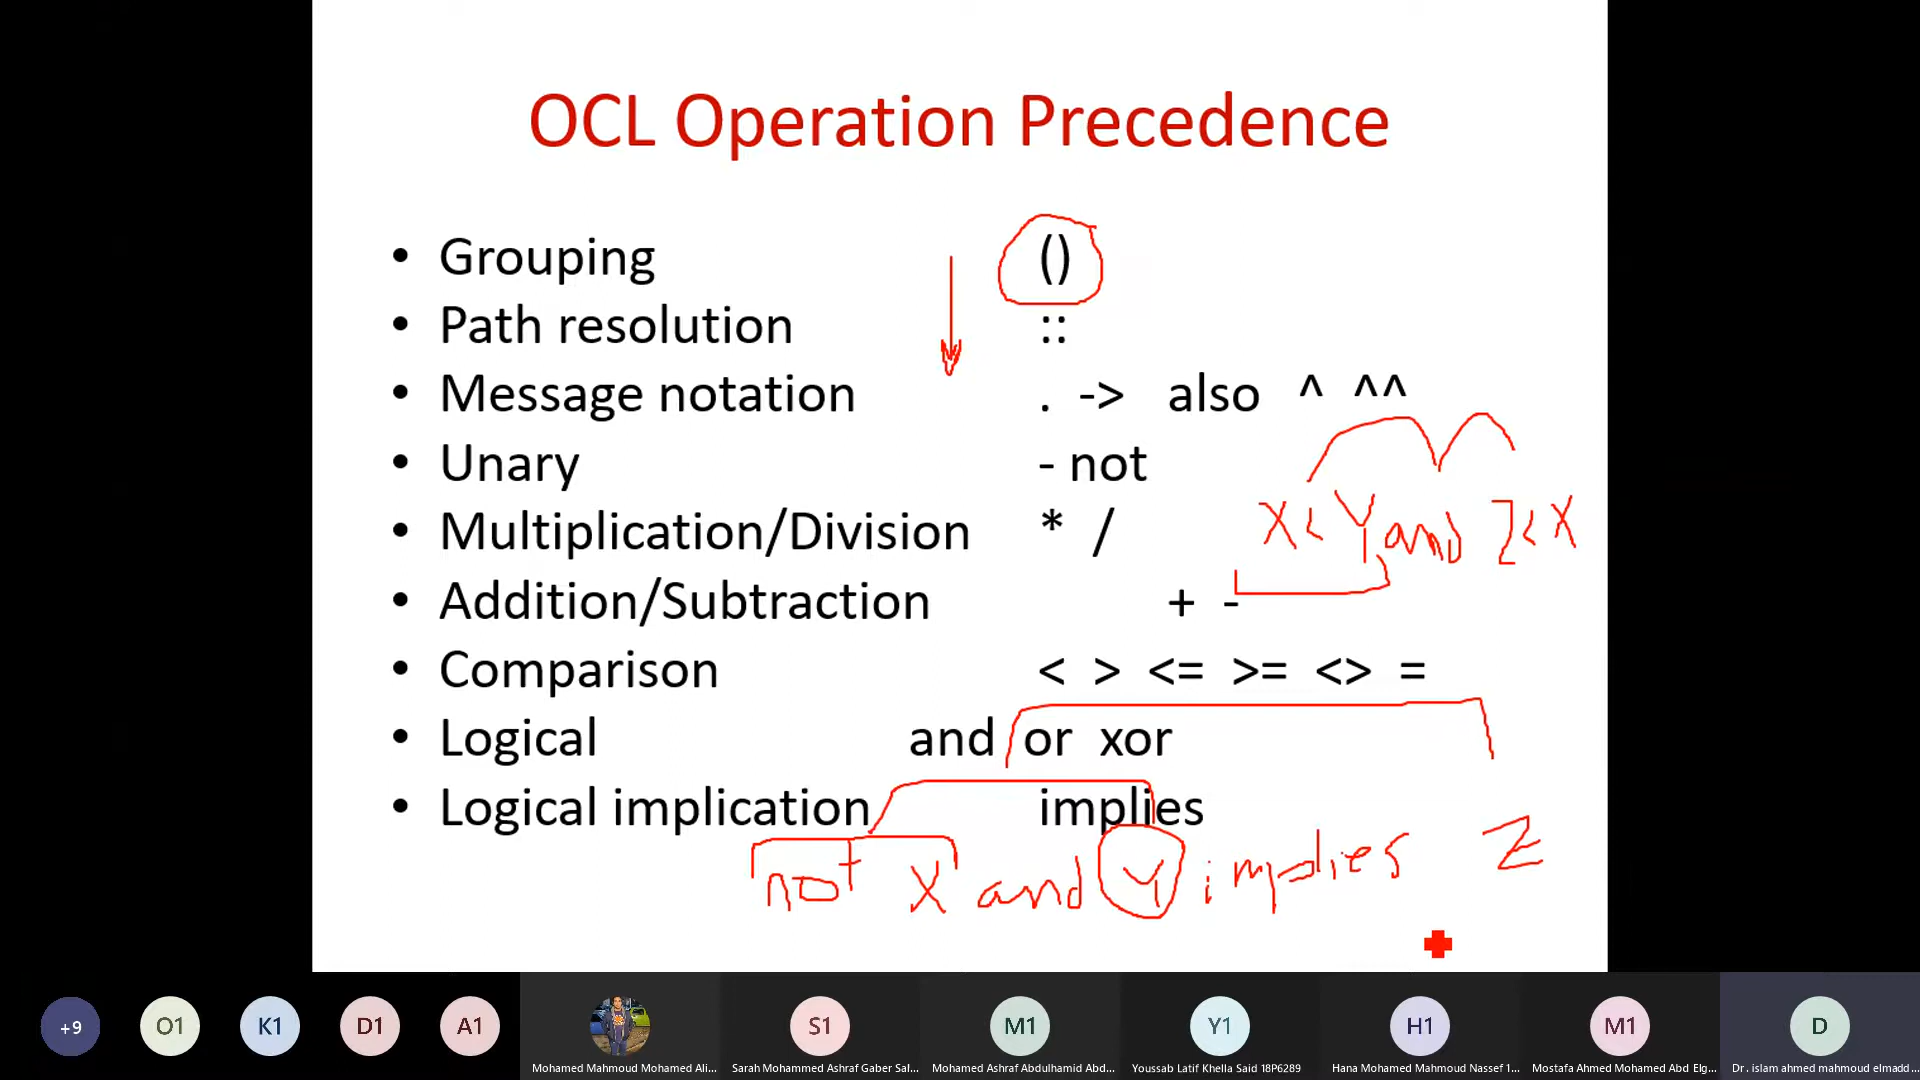 OCL Operation Precedence
• Grouping ()
• Path resolution ::
• Message notation . -> also ^ ^^
• Unary - not
• Multiplication/Division * /
X < Y and Z < X
• Addition/Subtraction + -
• Comparison < > <= >= <> =
• Logical and or xor
• Logical implication implies
not X and Y implies Z
+9
O1
K1
D1
A1
S1
M1
Y1
H1
M1
D
Mohamed Mahmoud Mohamed Ali...
Sarah Mohammed Ashraf Gaber Sal...
Mohamed Ashraf Abdulhamid Abd...
Youssab Latif Khella Said 18P6289
Hana Mohamed Mahmoud Nassef 1...
Mostafa Ahmed Mohamed Abd Elg...
Dr. islam ahmed mahmoud elmadd...